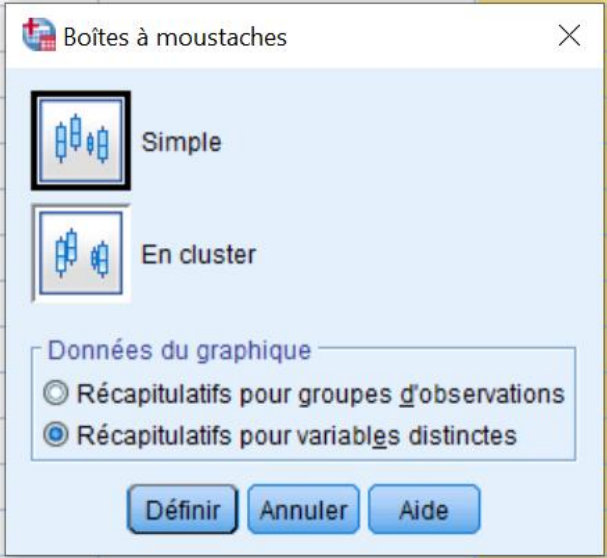 Boîtes à moustaches
Simple
En cluster
Données du graphique
Récapitulatifs pour groupes d'observations
Récapitulatifs pour variables distinctes
Définir Annuler Aide